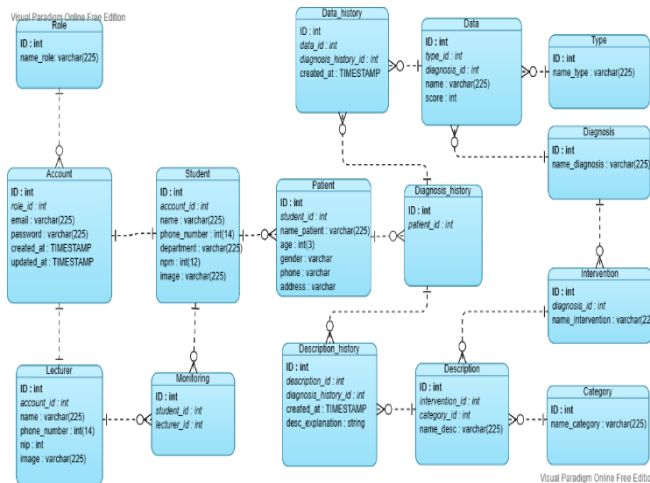 Visual Paradigm Online Free Edition
Role
ID : int
name_role: varchar(225)
Account
ID : int
role_id : int
email : varchar(225)
password : varchar(225)
created_at : TIMESTAMP
updated_at : TIMESTAMP
Lecturer
ID : int
account_id : int
name : varchar(225)
phone_number : int(14)
nip : int
image : varchar(225)
Student
ID : int
account_id : int
name : varchar(225)
phone_number : int(14)
department : varchar(225)
npm : int(12)
image : varchar(225)
Monitoring
ID : int
student_id : int
lecturer_id : int
Patient
ID : int
student_id : int
name_patient : varchar(225)
age : int(3)
gender : varchar
phone : varchar
address : varchar
Data_history
ID : int
data_id : int
diagnosis_history_id : int
created_at : TIMESTAMP
Data
ID : int
type_id : int
diagnosis_id : int
name : varchar(225)
score : int
Type
ID : int
name_type : varchar(225)
Diagnosis
ID : int
name_diagnosis : varchar(225)
Diagnosis_history
ID : int
patient_id : int
Intervention
ID : int
diagnosis_id : int
name_intervention : varchar(22
Description_history
ID : int
description_id : int
diagnosis_history_id : int
created_at : TIMESTAMP
desc_explanation : string
Description
ID : int
intervention_id : int
category_id : int
name_desc : varchar(225)
Category
ID : int
name_category : varchar(225)
Visual Paradigm Online Free Editio